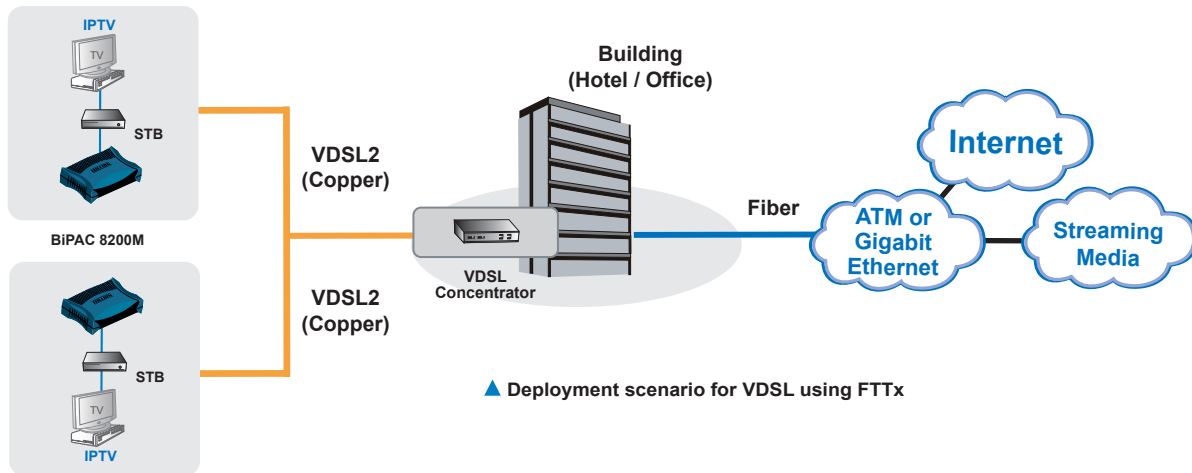 IPTV
TV
STB
BiPAC 8200M
STB
TV
IPTV
VDSL2
(Copper)
VDSL2
(Copper)
Building
(Hotel / Office)
VDSL
Concentrator
Fiber
Internet
ATM or
Gigabit
Ethernet
Streaming
Media
▲ Deployment scenario for VDSL using FTTx